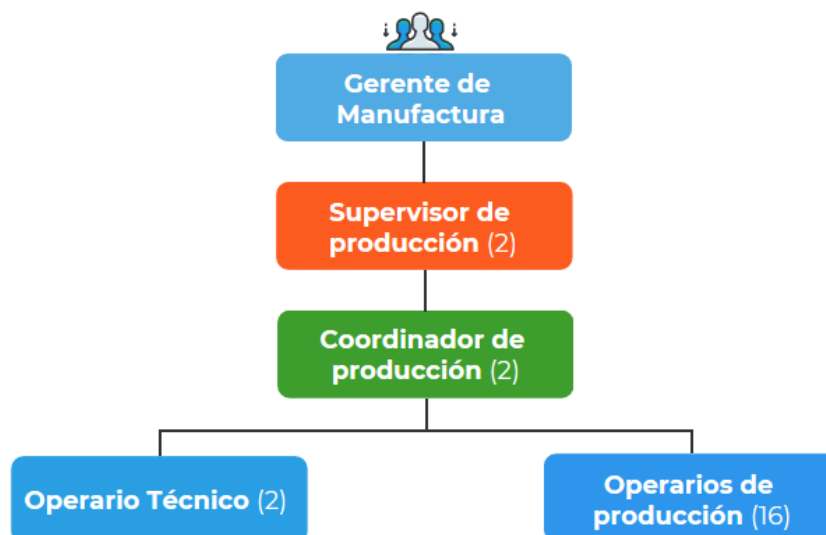 Gerente de
Manufactura
Supervisor de
producción (2)
Coordinador de
producción (2)
Operario Técnico (2)
Operarios de
producción (16)